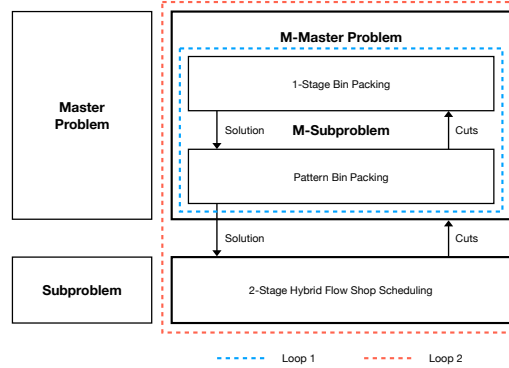 M-Master Problem
1-Stage Bin Packing
Master
Problem
Solution
M-Subproblem
Cuts
Pattern Bin Packing
Solution
Cuts
Subproblem
2-Stage Hybrid Flow Shop Scheduling
Loop 1
Loop 2